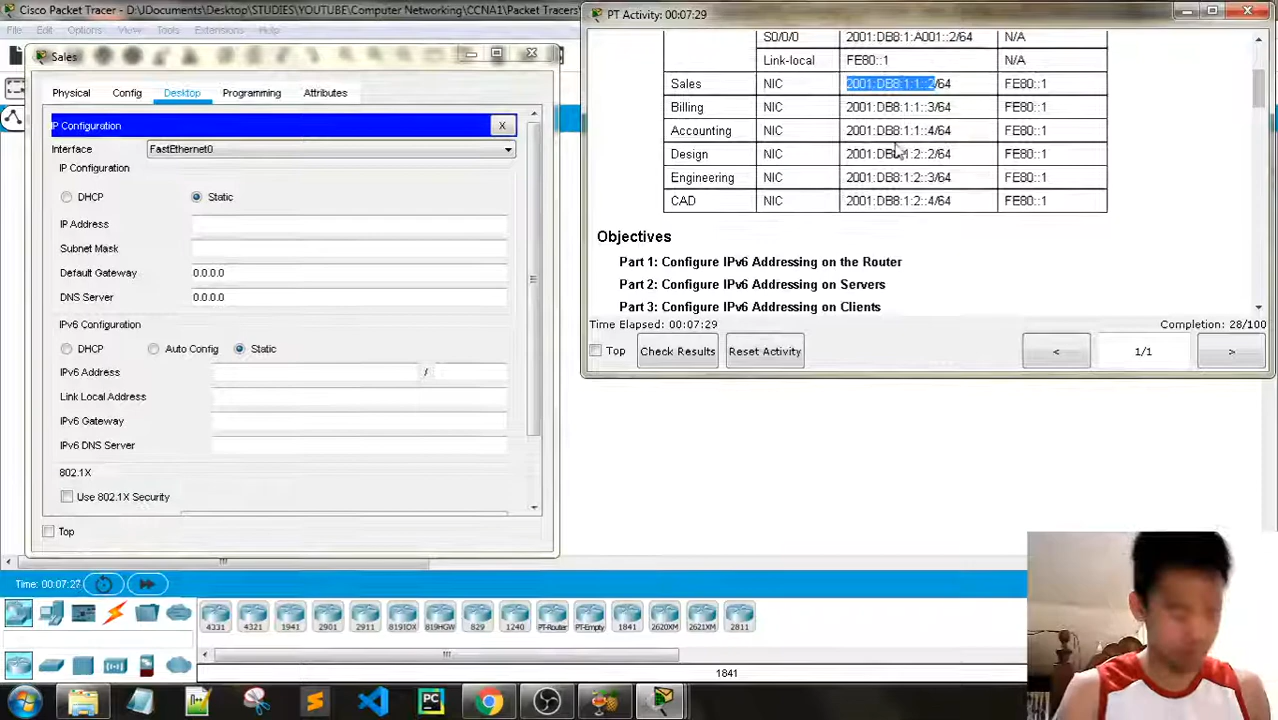 Cisco Packet Tracer - D:\JDocuments\Desktop\STUDIES\YOUTUBE\Computer Networking\CCNA1\Packet Tracers
PT Activity: 00:07:29
File Edit Options View Tools Extensions Help
Sales
Physical Config Desktop Programming Attributes
IP Configuration X
Interface FastEthernet0
IP Configuration
DHCP Static
IP Address
Subnet Mask
Default Gateway 0.0.0.0
DNS Server 0.0.0.0
IPv6 Configuration
DHCP Auto Config Static
IPv6 Address /
Link Local Address
IPv6 Gateway
IPv6 DNS Server
802.1X
Use 802.1X Security
Top
S0/0/0 2001:DB8:1:A001::2/64 N/A
Link-local FE80::1 N/A
Sales NIC 2001:DB8:1:1::2/64 FE80::1
Billing NIC 2001:DB8:1:1::3/64 FE80::1
Accounting NIC 2001:DB8:1:1::4/64 FE80::1
Design NIC 2001:DB8:1:2::2/64 FE80::1
Engineering NIC 2001:DB8:1:2::3/64 FE80::1
CAD NIC 2001:DB8:1:2::4/64 FE80::1
Objectives
Part 1: Configure IPv6 Addressing on the Router
Part 2: Configure IPv6 Addressing on Servers
Part 3: Configure IPv6 Addressing on Clients
Time Elapsed: 00:07:29 Completion: 28/100
Top Check Results Reset Activity < 1/1 >
Time: 00:07:27
4331 4321 1941 2901 2911 819IOX 819HGW 829 1240 PT-Router PT-Empty 1841 2620XM 2621XM 2811
1841
PC